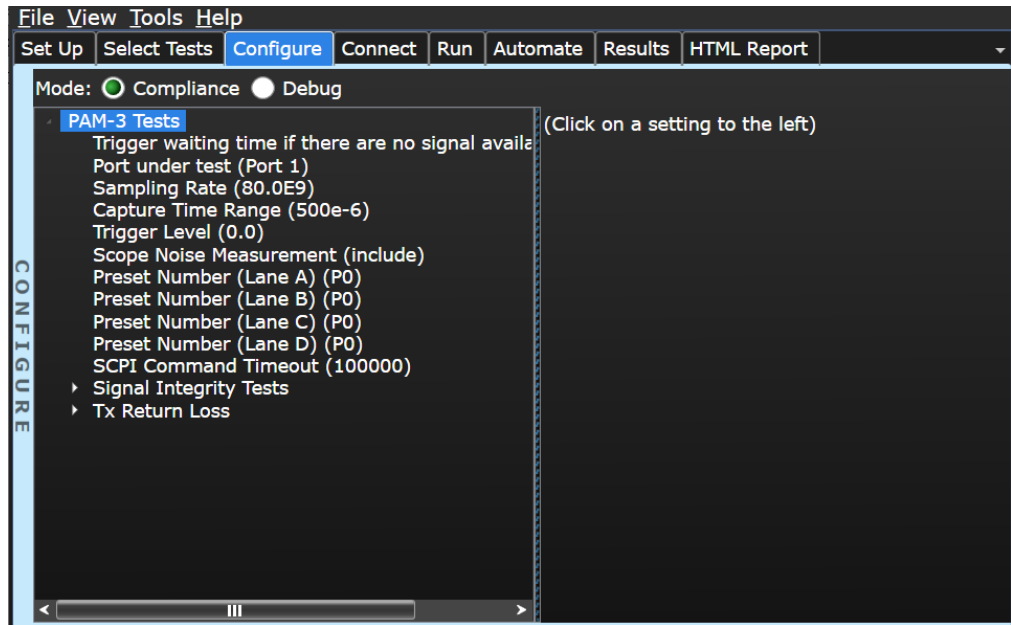 File View Tools Help
Set Up Select Tests Configure Connect Run Automate Results HTML Report
Mode: Compliance Debug
PAM-3 Tests
(Click on a setting to the left)
Trigger waiting time if there are no signal availa
Port under test (Port 1)
Sampling Rate (80.0E9)
Capture Time Range (500e-6)
Trigger Level (0.0)
Scope Noise Measurement (include)
Preset Number (Lane A) (P0)
Preset Number (Lane B) (P0)
Preset Number (Lane C) (P0)
Preset Number (Lane D) (P0)
SCPI Command Timeout (100000)
Signal Integrity Tests
Tx Return Loss
CONFIGURE